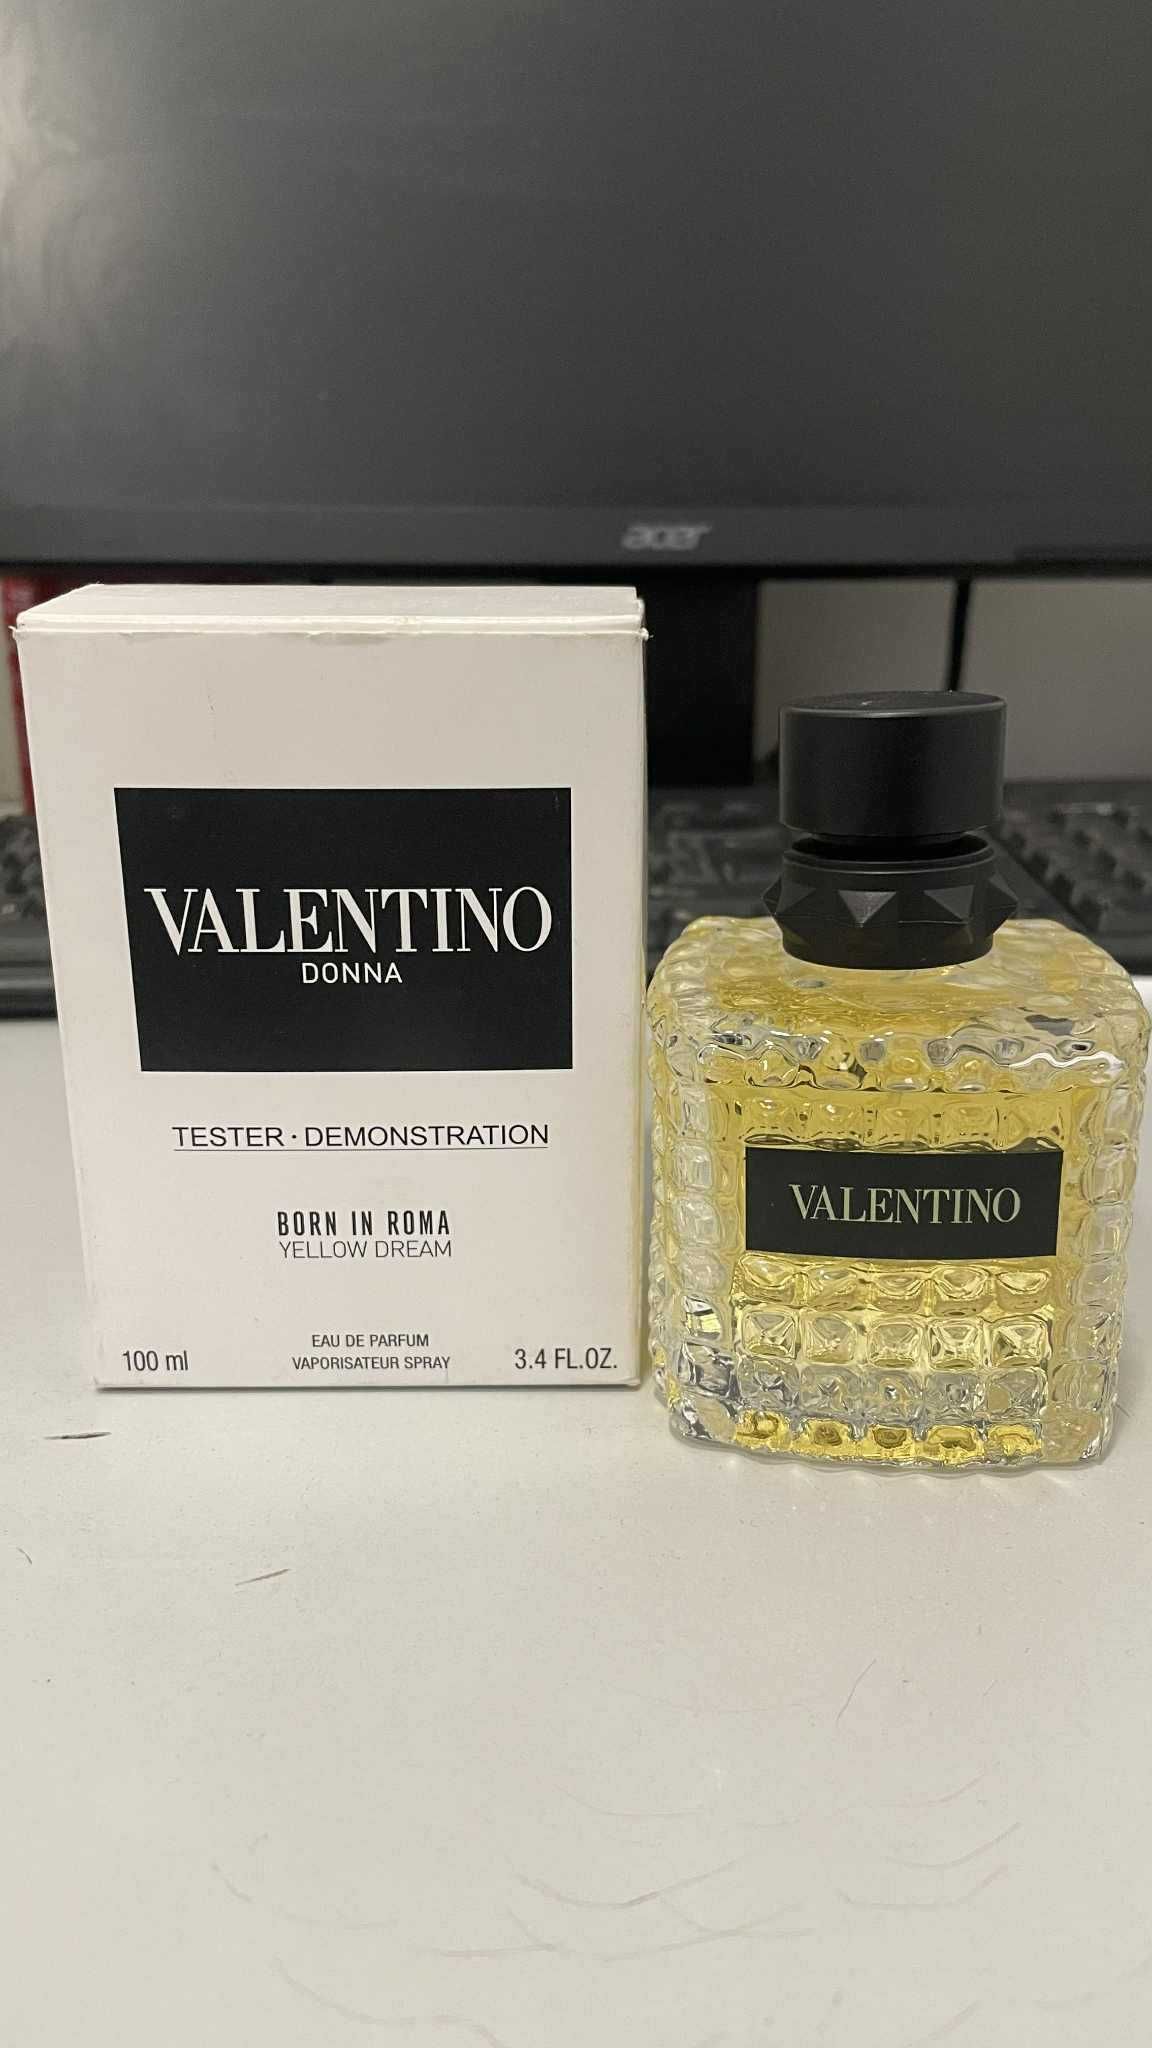 acer
VALENTINO
DONNA
TESTER · DEMONSTRATION
BORN IN ROMA
YELLOW DREAM
EAU DE PARFUM
100 ml VAPORISATEUR SPRAY 3.4 FL.OZ.
VALENTINO